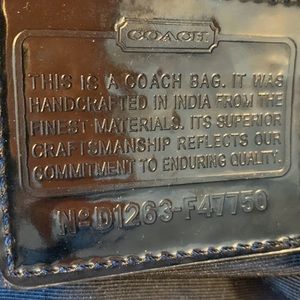 COACH
THIS IS A COACH BAG. IT WAS
HANDCRAFTED IN INDIA FROM THE
FINEST MATERIALS. ITS SUPERIOR
CRAFTSMANSHIP REFLECTS OUR
COMMITMENT TO ENDURING QUALITY.
Nº D1263-F47750